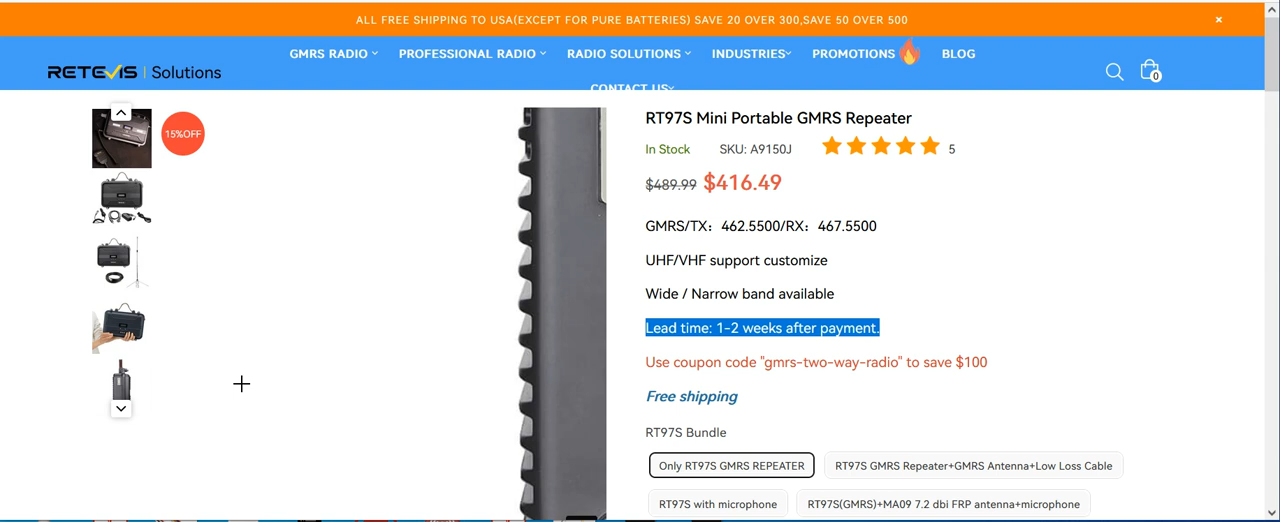 ALL FREE SHIPPING TO USA(EXCEPT FOR PURE BATTERIES) SAVE 20 OVER 300,SAVE 50 OVER 500
×
GMRS RADIO
PROFESSIONAL RADIO
RADIO SOLUTIONS
INDUSTRIES
PROMOTIONS
BLOG
RETEVIS | Solutions
CONTACT US
0
15%OFF
RT97S Mini Portable GMRS Repeater
In Stock
SKU: A9150J
5
$489.99 $416.49
GMRS/TX：462.5500/RX：467.5500
UHF/VHF support customize
Wide / Narrow band available
Lead time: 1-2 weeks after payment.
Use coupon code "gmrs-two-way-radio" to save $100
Free shipping
RT97S Bundle
Only RT97S GMRS REPEATER
RT97S GMRS Repeater+GMRS Antenna+Low Loss Cable
RT97S with microphone
RT97S(GMRS)+MA09 7.2 dbi FRP antenna+microphone